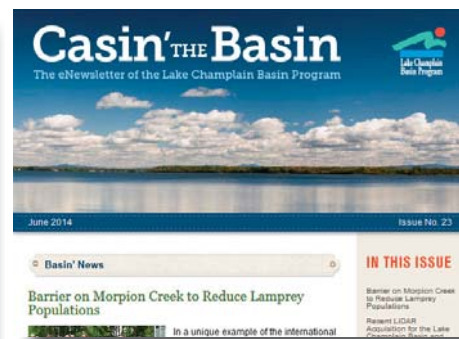 Casin' THE Basin
The eNewsletter of the Lake Champlain Basin Program
Lake Champlain
Basin Program
June 2014
Issue No. 23
Basin' News
Barrier on Morpion Creek to Reduce Lamprey
Populations
In a unique example of the international
IN THIS ISSUE
Barrier on Morpion Creek
to Reduce Lamprey
Populations
Recent LIDAR
Acquisition for the Lake
Champlain Basin and